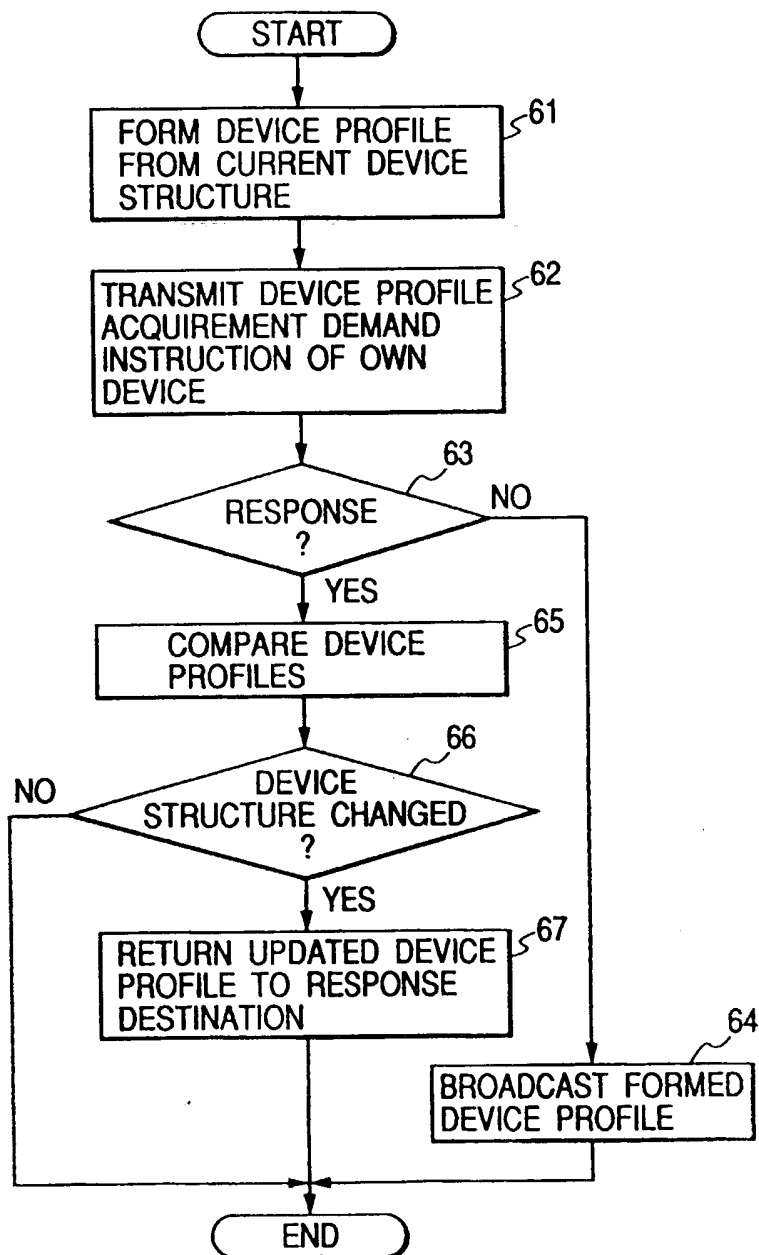 START
61
FORM DEVICE PROFILE
FROM CURRENT DEVICE
STRUCTURE
62
TRANSMIT DEVICE PROFILE
ACQUIREMENT DEMAND
INSTRUCTION OF OWN
DEVICE
63
RESPONSE
?
NO
YES
65
COMPARE DEVICE
PROFILES
66
DEVICE
STRUCTURE CHANGED
?
NO
YES
67
RETURN UPDATED DEVICE
PROFILE TO RESPONSE
DESTINATION
64
BROADCAST FORMED
DEVICE PROFILE
END